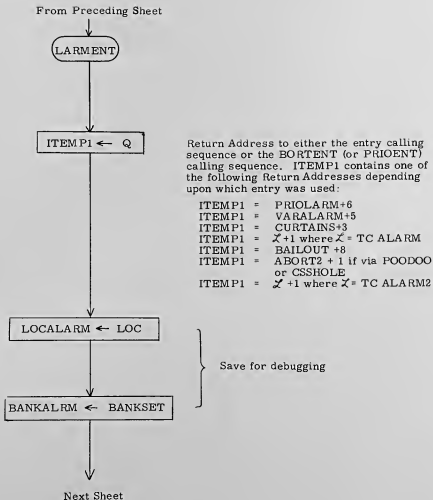 From Preceding Sheet
LARMENT
ITEMP1 ← Q
Return Address to either the entry calling
sequence or the BORTENT (or PRIOENT)
calling sequence. ITEMP1 contains one of
the following Return Addresses depending
upon which entry was used:
ITEMP1 = PRIOLARM+6
ITEMP1 = VARALARM+5
ITEMP1 = CURTAINS+3
ITEMP1 = ℒ+1 where ℒ = TC ALARM
ITEMP1 = BAILOUT +8
ITEMP1 = ABORT2 + 1 if via POODOO
or CSSHOLE
ITEMP1 = ℒ +1 where ℒ = TC ALARM2
LOCALARM ← LOC
Save for debugging
BANKALRM ← BANKSET
Next Sheet